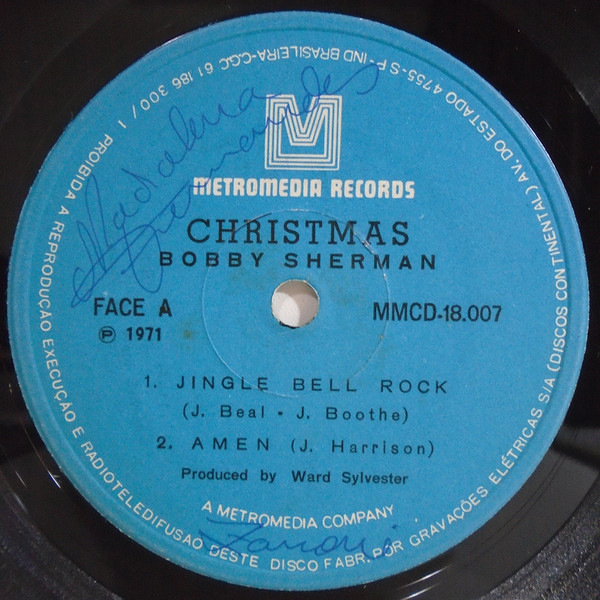 METROMEDIA RECORDS
CHRISTMAS
BOBBY SHERMAN
FACE A
MMCD-18.007
℗ 1971
1. JINGLE BELL ROCK
(J. Beal - J. Boothe)
2. AMEN (J. Harrison)
Produced by Ward Sylvester
A METROMEDIA COMPANY
PROIBIDA A REPRODUÇÃO EXECUÇÃO E RADIOTELEDIFUSÃO DESTE DISCO FABR. POR GRAVAÇÕES ELÉTRICAS S/A (DISCOS CONTINENTAL) AV. DO ESTADO 4755-S.P-IND BRASILEIRA-CGC 61 186 300/1
Madalena
Fernandes